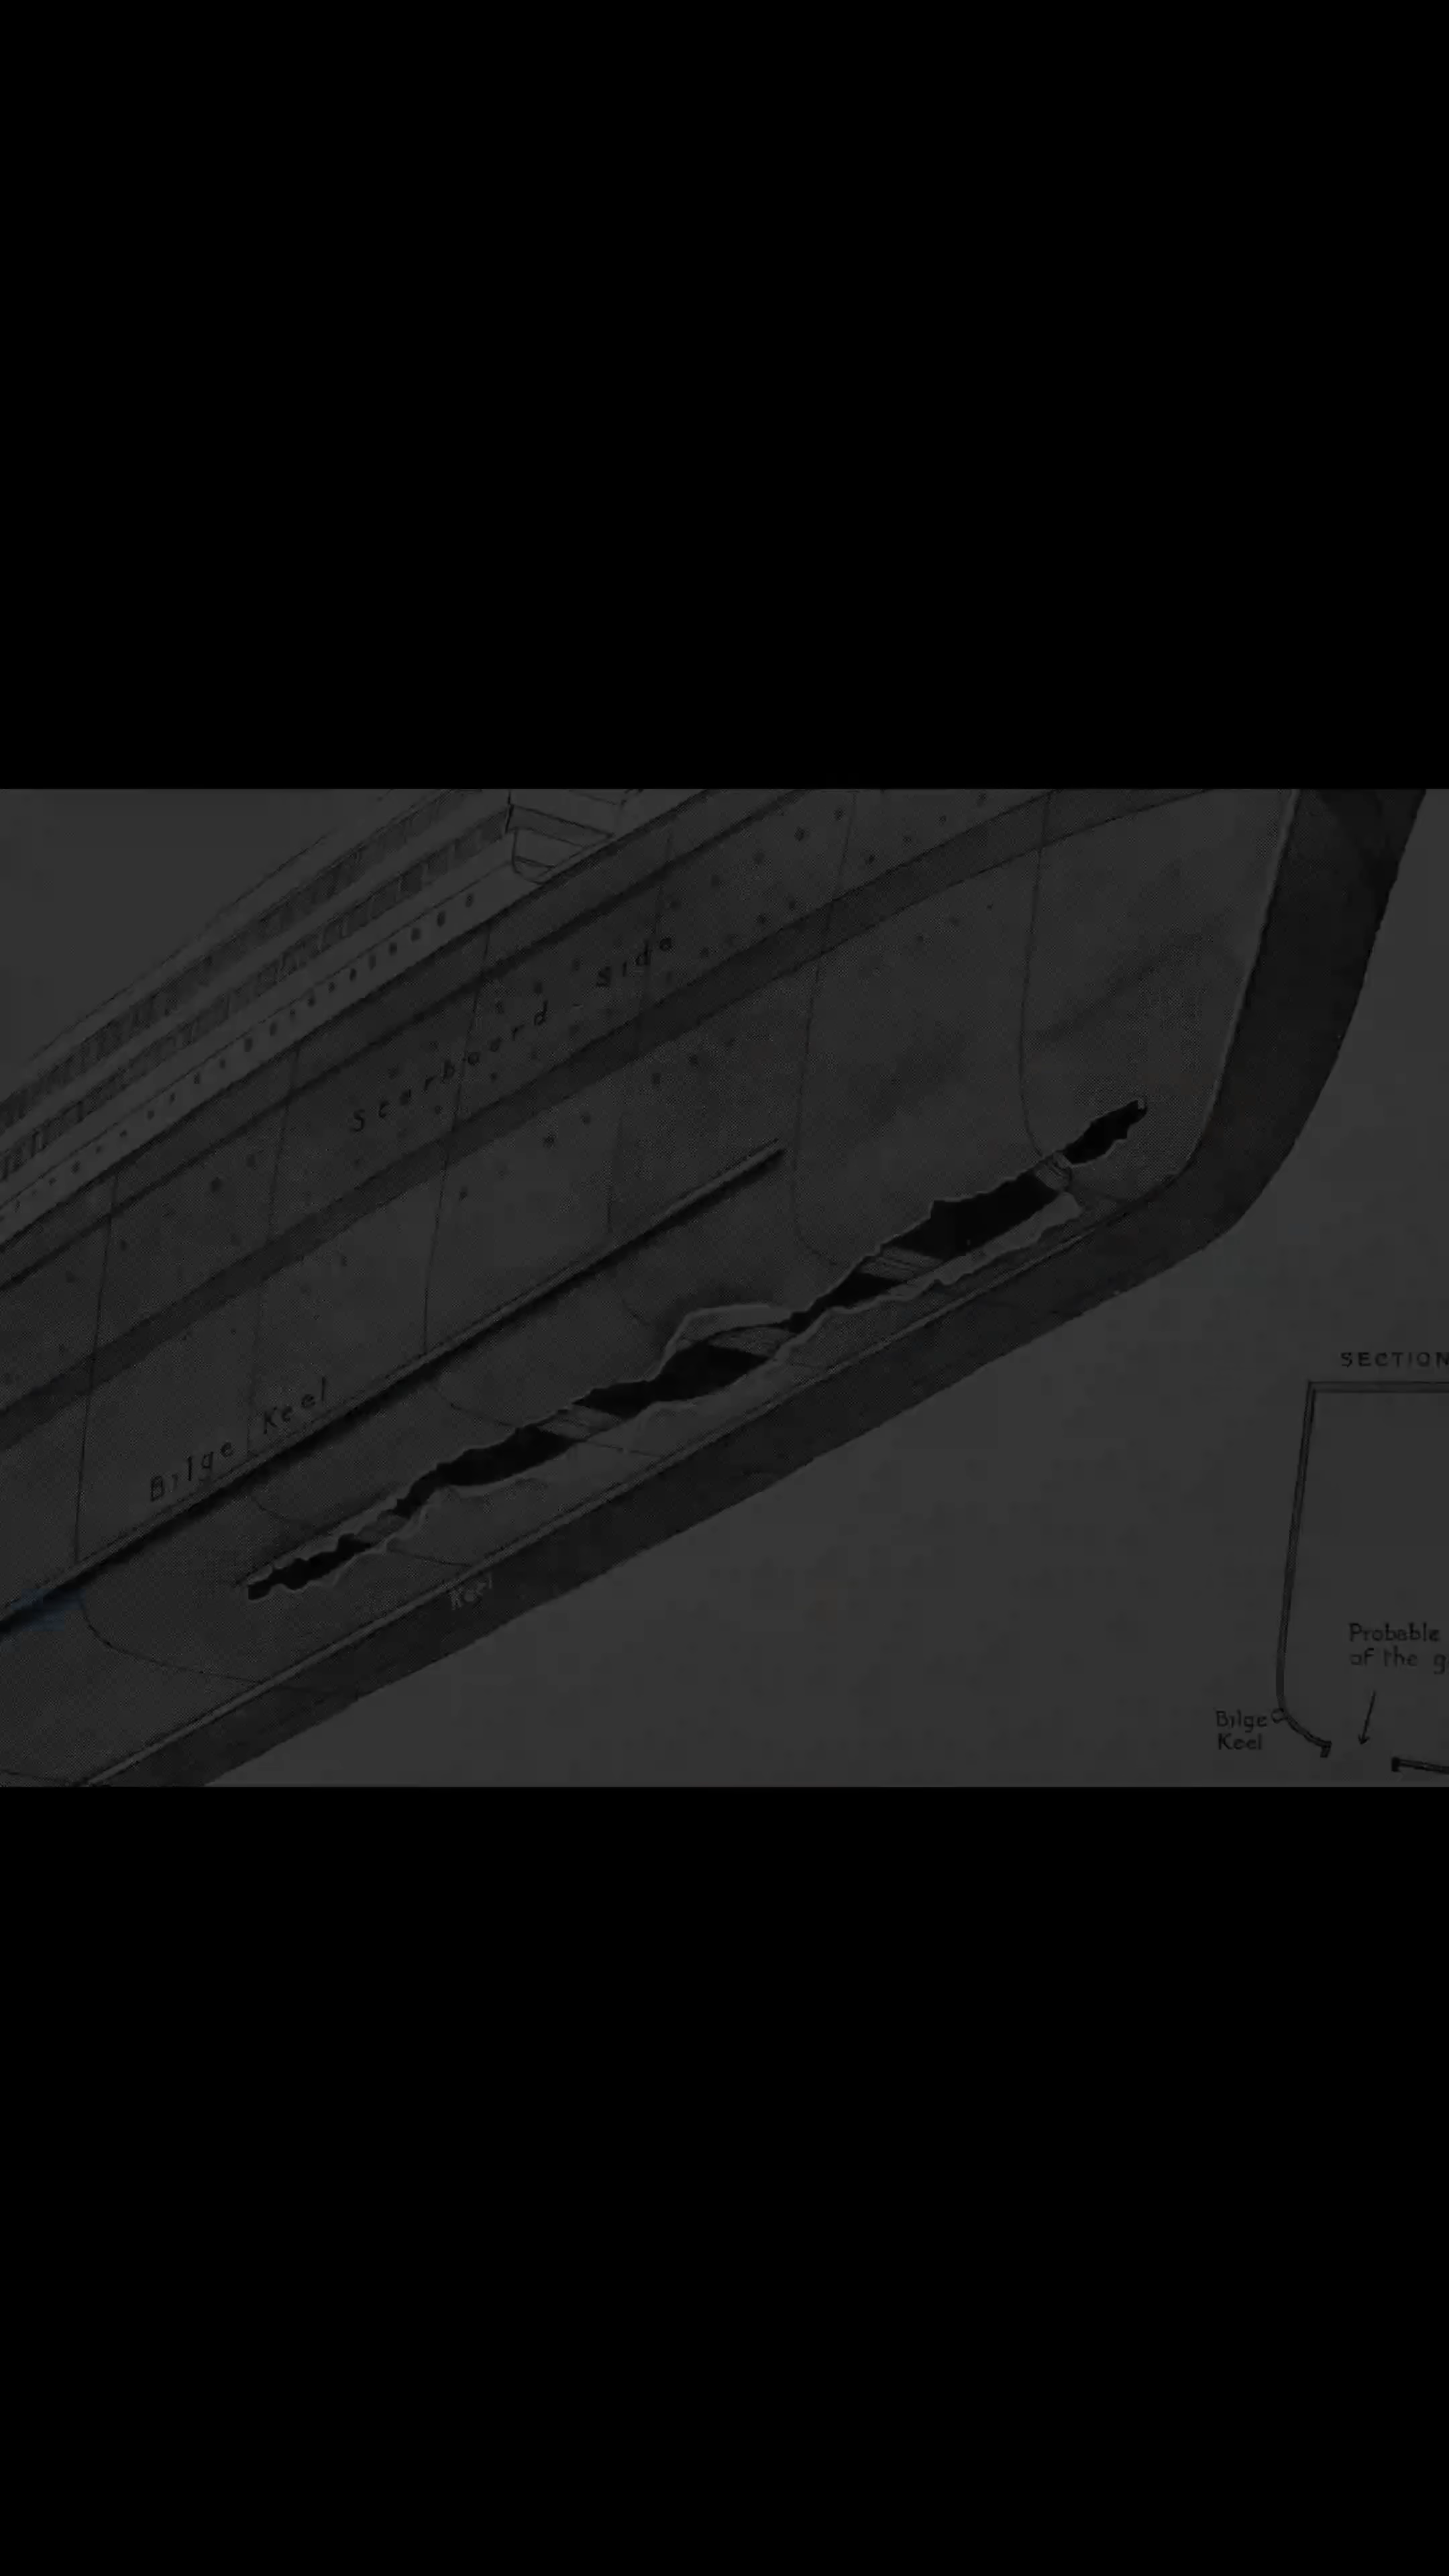 Starboard Side
Bilge Keel
Keel
SECTION
Probable
of the g
Bilge
Keel